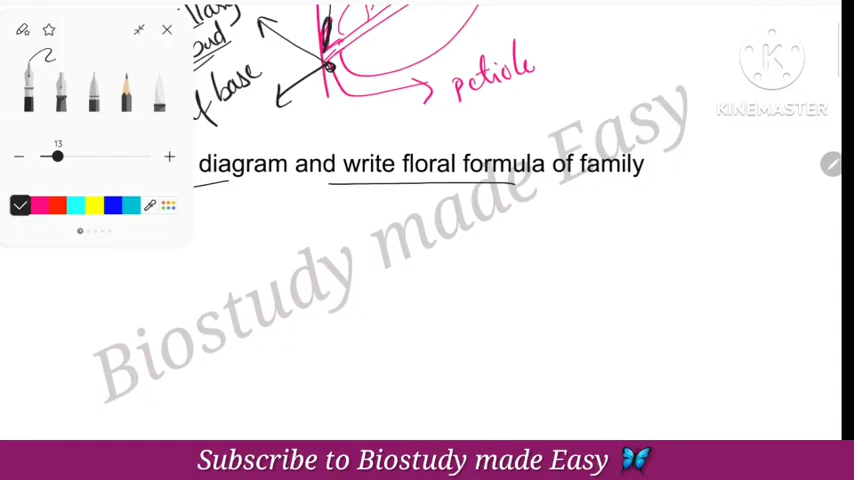 base
petiole
diagram and write floral formula of family
13
KINEMASTER
Biostudy made Easy
Subscribe to Biostudy made Easy